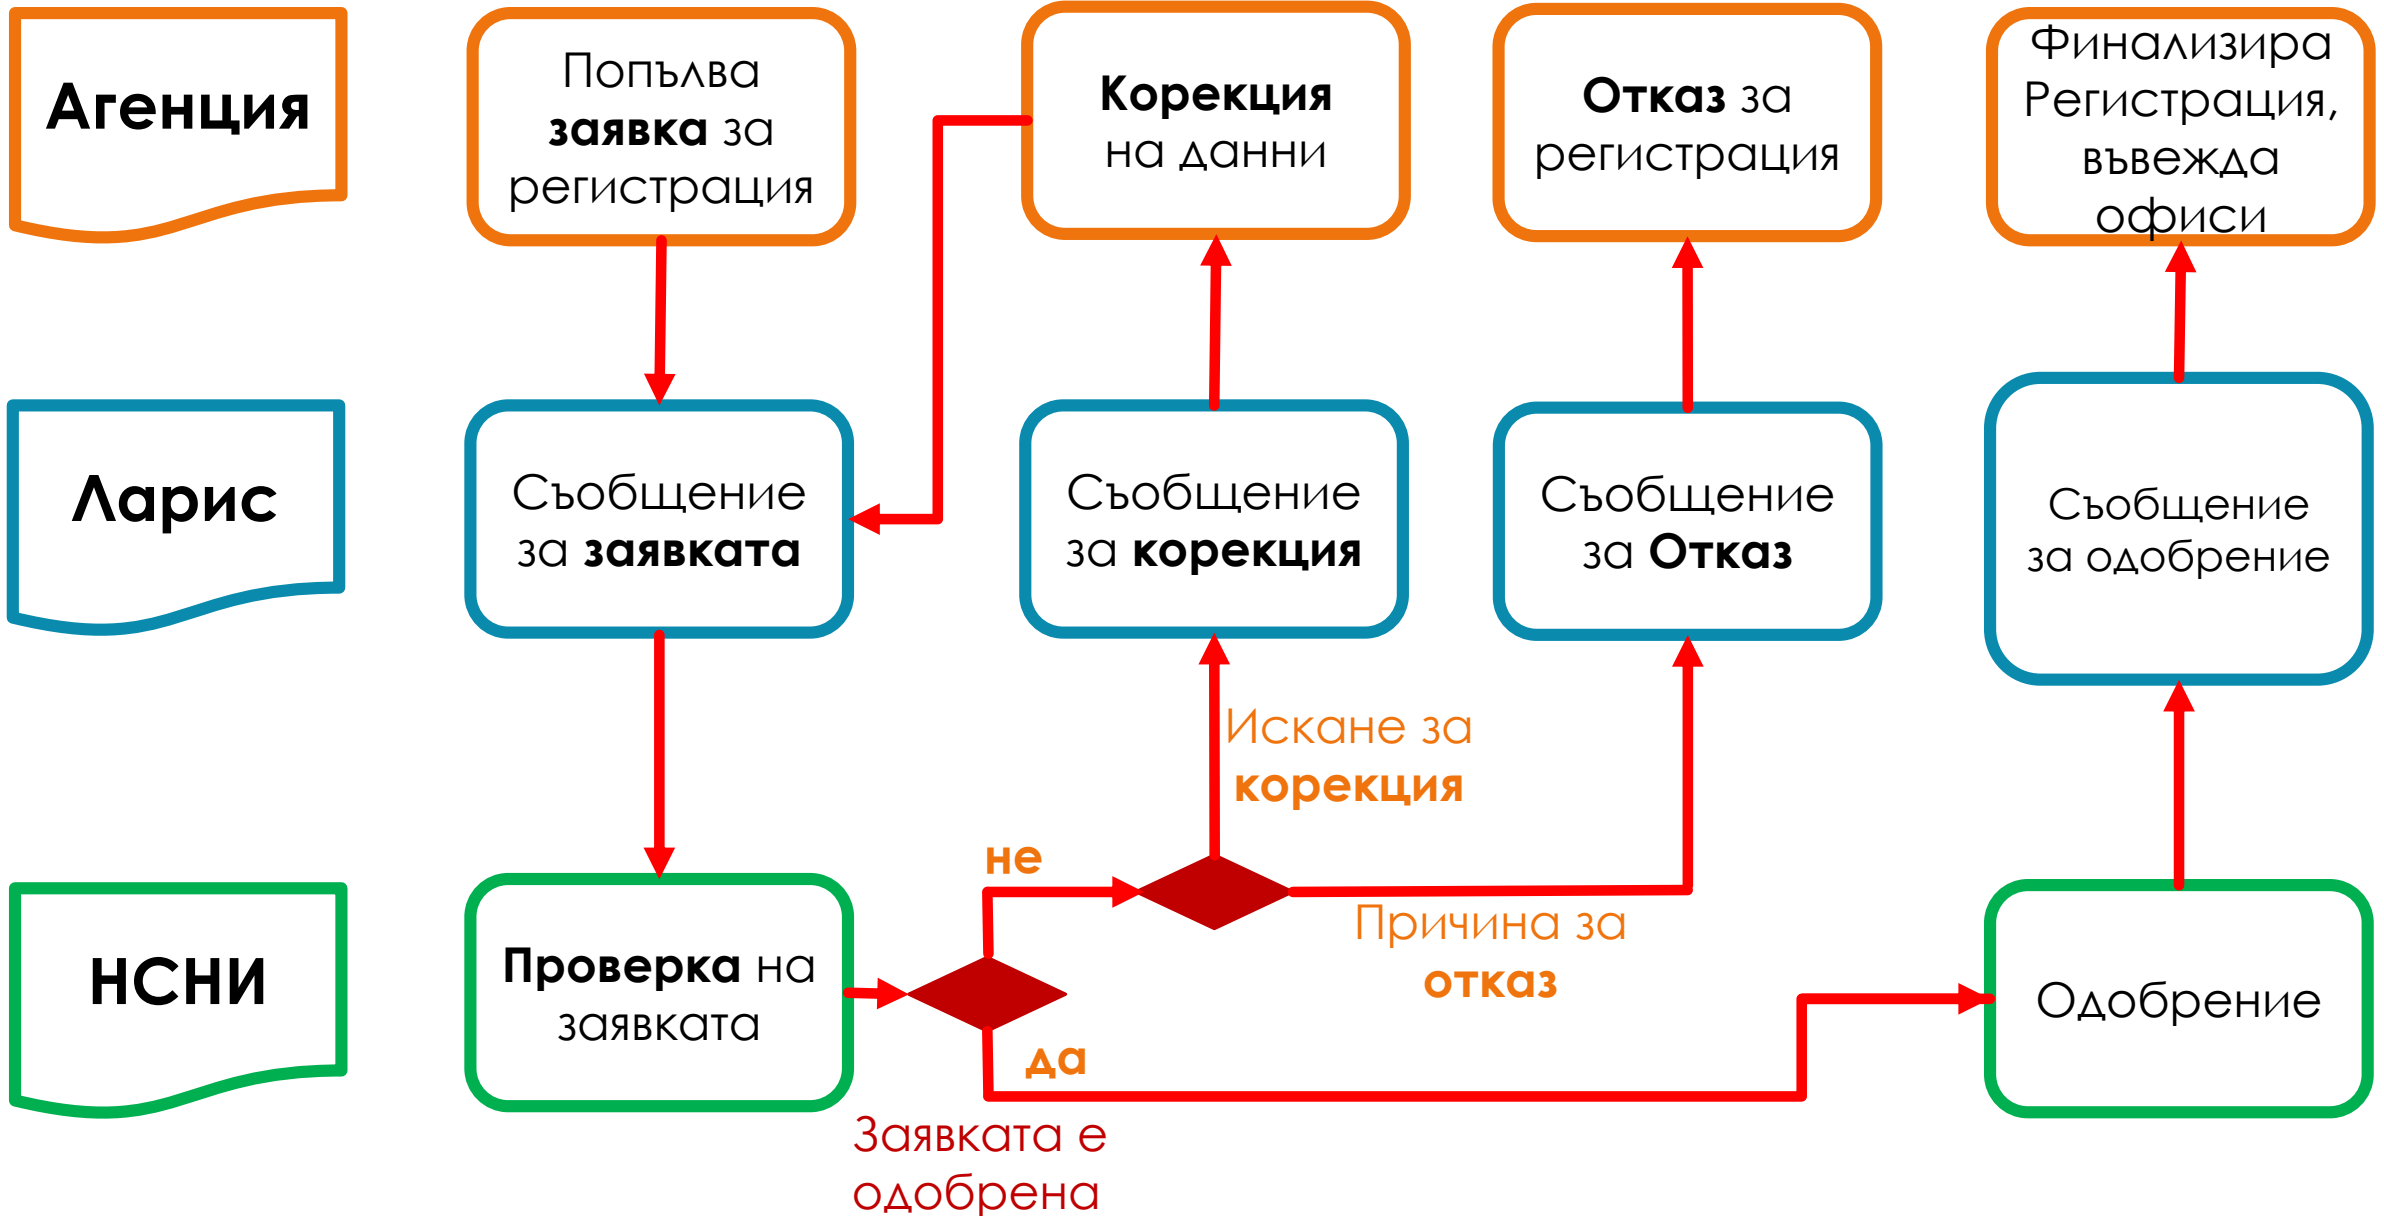 Агенция
Попълва
заявка за
регистрация
Корекция
на данни
Отказ за
регистрация
Финализира
Регистрация,
въвежда
офиси
Ларис
Съобщение
за заявката
Съобщение
за корекция
Съобщение
за Отказ
Съобщение
за одобрение
Искане за
корекция
не
Причина за
отказ
НСНИ
Проверка на
заявката
да
Одобрение
Заявката е
одобрена